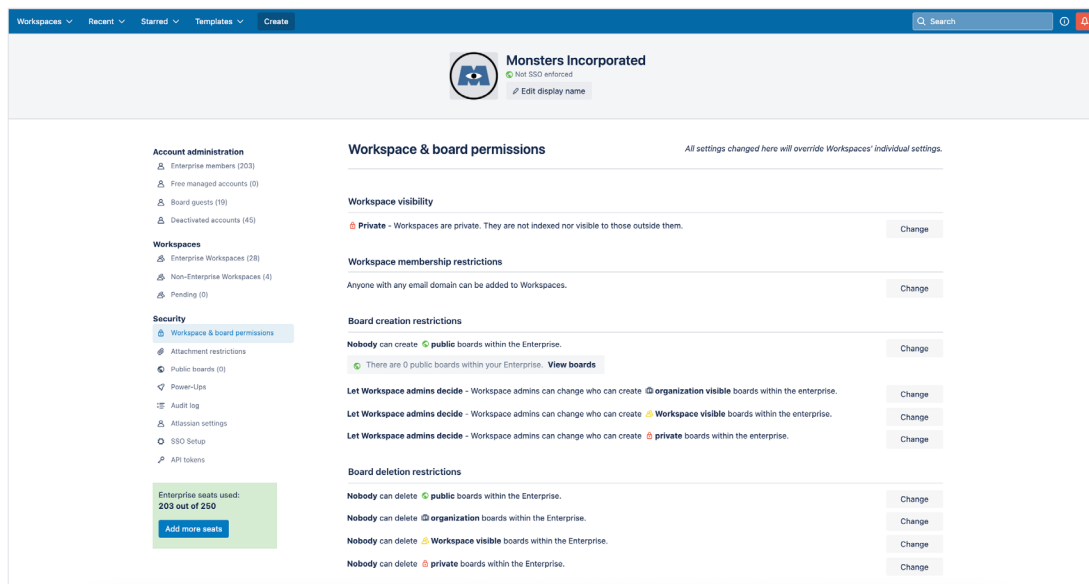 Workspaces Recent Starred Templates Create Search
Monsters Incorporated
Not SSO enforced
Edit display name
Account administration
Enterprise members (203)
Free managed accounts (0)
Board guests (19)
Deactivated accounts (45)
Workspaces
Enterprise Workspaces (28)
Non-Enterprise Workspaces (4)
Pending (0)
Security
Workspace & board permissions
Attachment restrictions
Public boards (0)
Power-Ups
Audit log
Atlassian settings
SSO Setup
API tokens
Enterprise seats used:
203 out of 250
Add more seats
Workspace & board permissions
All settings changed here will override Workspaces' individual settings.
Workspace visibility
Private - Workspaces are private. They are not indexed nor visible to those outside them.
Change
Workspace membership restrictions
Anyone with any email domain can be added to Workspaces.
Change
Board creation restrictions
Nobody can create public boards within the Enterprise.
Change
There are 0 public boards within your Enterprise. View boards
Let Workspace admins decide - Workspace admins can change who can create organization visible boards within the enterprise.
Change
Let Workspace admins decide - Workspace admins can change who can create Workspace visible boards within the enterprise.
Change
Let Workspace admins decide - Workspace admins can change who can create private boards within the enterprise.
Change
Board deletion restrictions
Nobody can delete public boards within the Enterprise.
Change
Nobody can delete organization boards within the Enterprise.
Change
Nobody can delete Workspace visible boards within the Enterprise.
Change
Nobody can delete private boards within the Enterprise.
Change